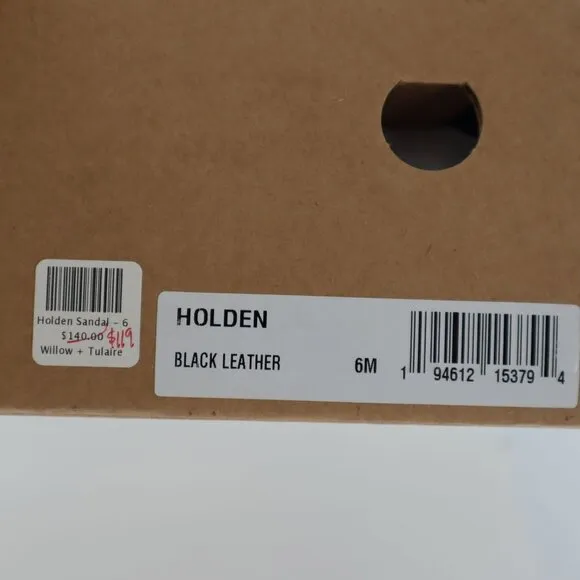 Holden Sandal - 6
$140.00 $119
Willow + Tulaire
HOLDEN
BLACK LEATHER 6M
1 94612 15379 4